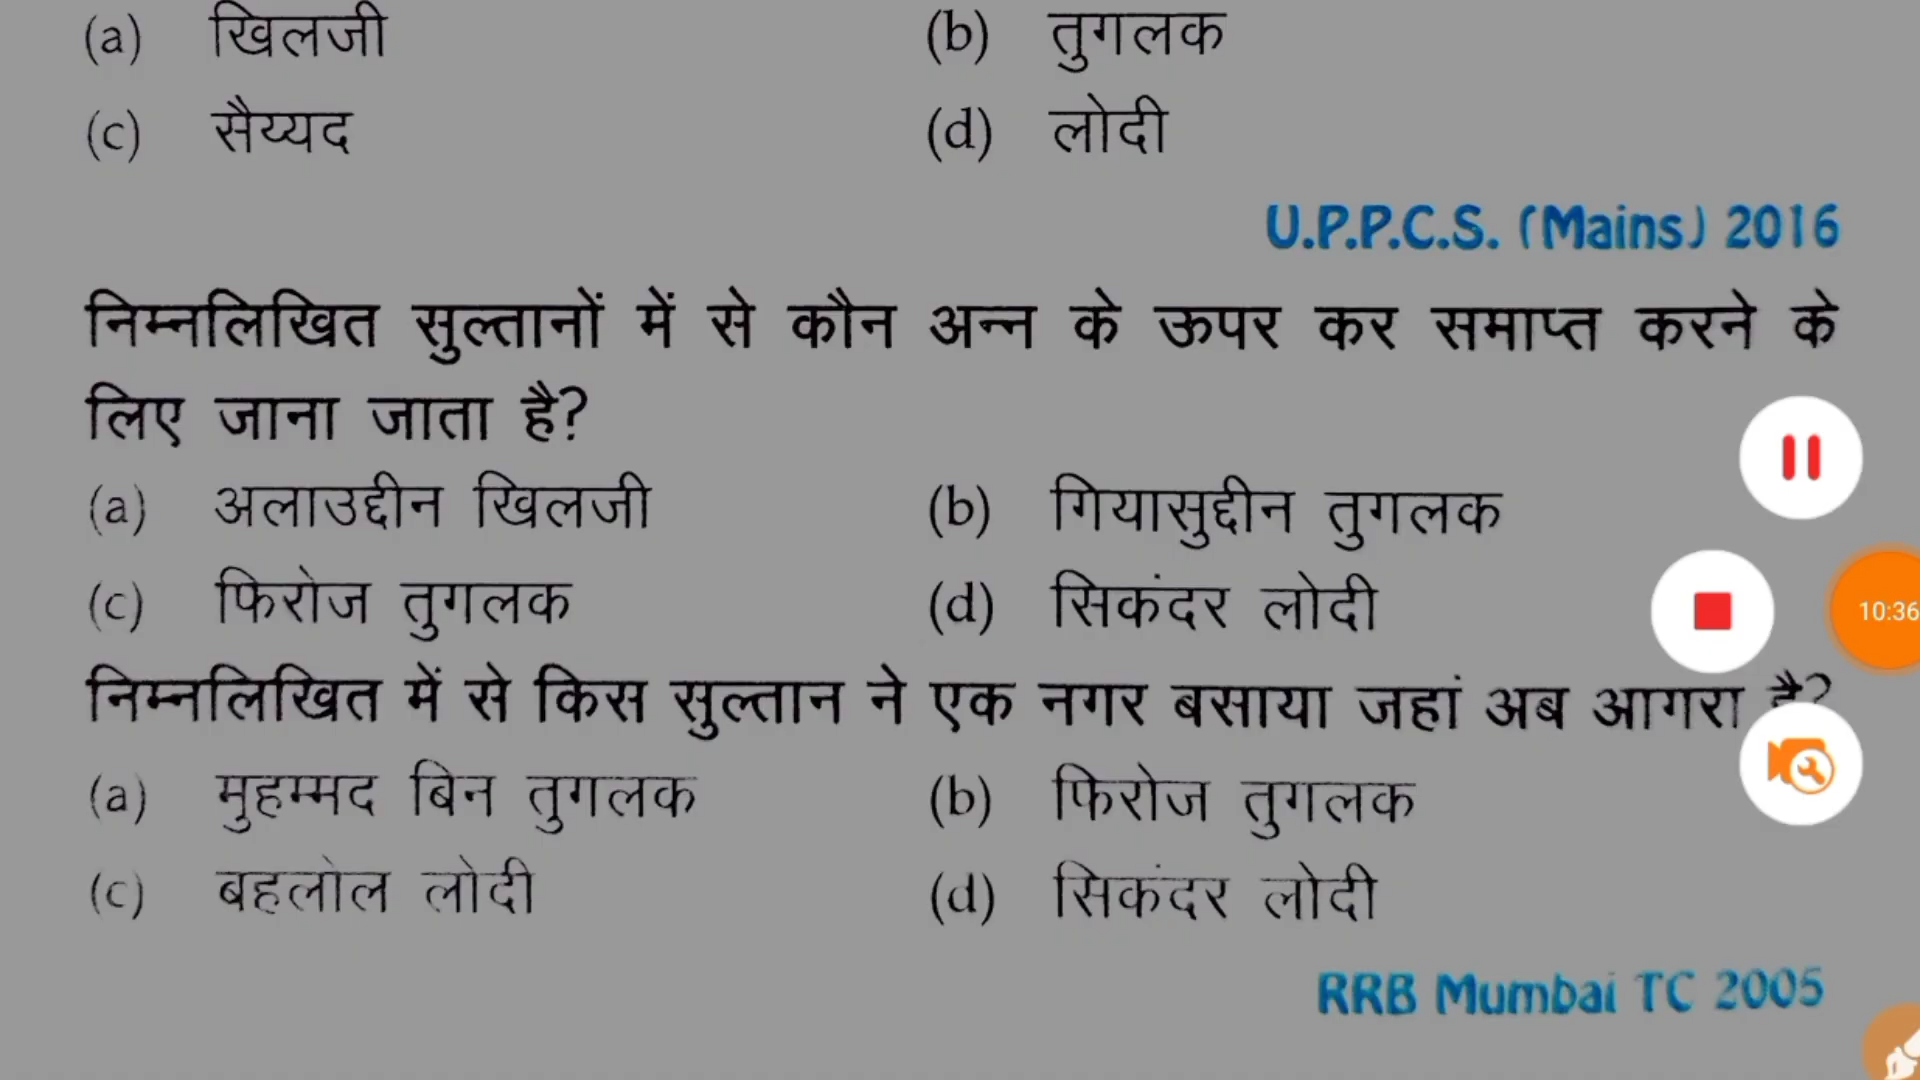 (a) खिलजी (b) तुगलक
(c) सैय्यद (d) लोदी
U.P.P.C.S. (Mains) 2016
निम्नलिखित सुल्तानों में से कौन अन्न के ऊपर कर समाप्त करने के
लिए जाना जाता है?
(a) अलाउद्दीन खिलजी (b) गियासुद्दीन तुगलक
(c) फिरोज तुगलक (d) सिकंदर लोदी
10:36
निम्नलिखित में से किस सुल्तान ने एक नगर बसाया जहां अब आगरा है?
(a) मुहम्मद बिन तुगलक (b) फिरोज तुगलक
(c) बहलोल लोदी (d) सिकंदर लोदी
RRB Mumbai TC 2005